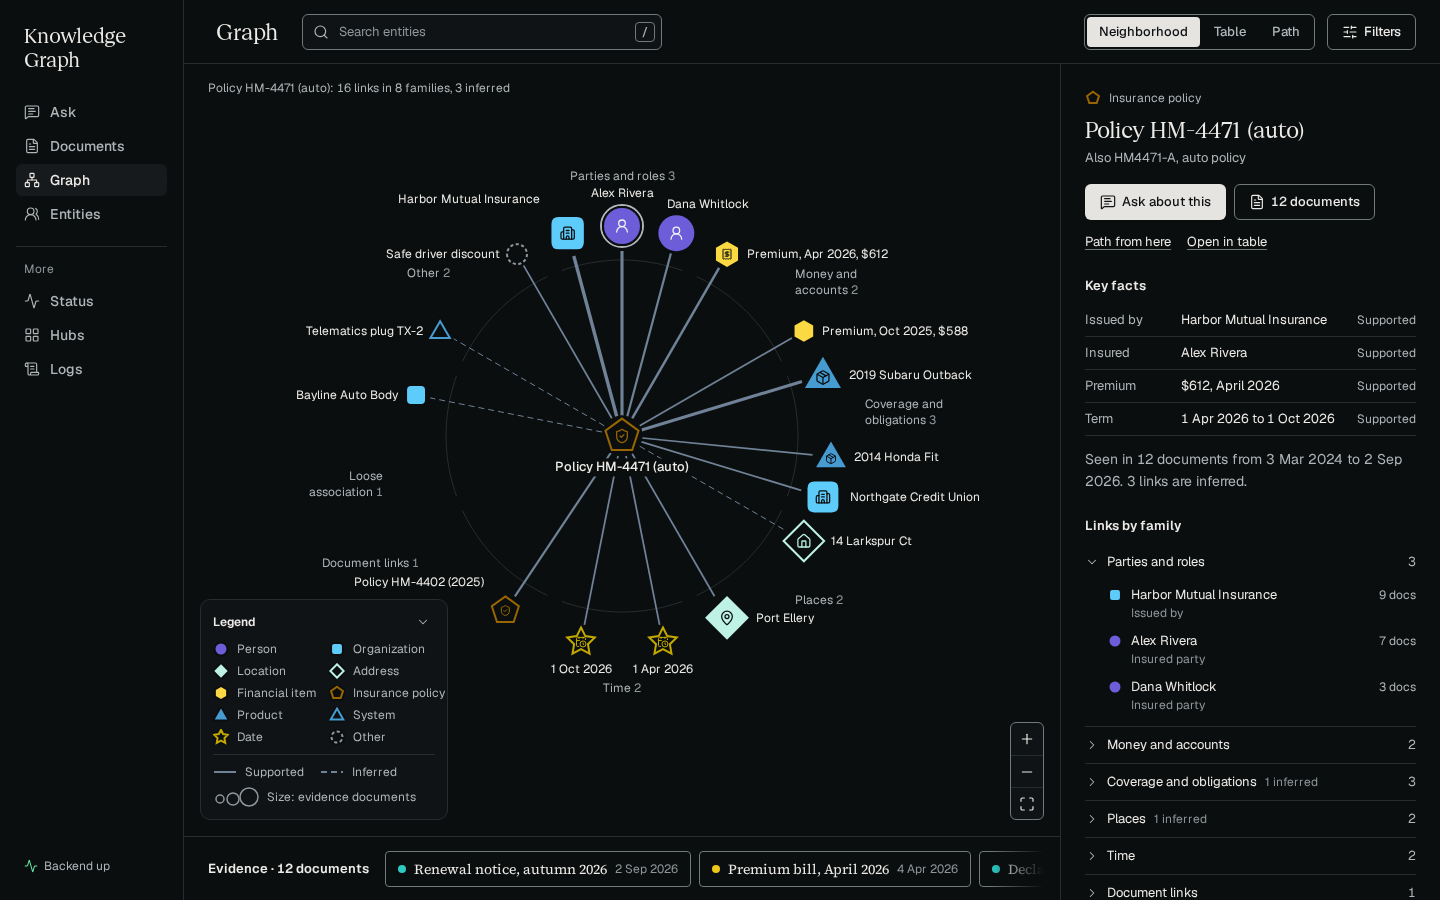 Knowledge
Graph
Ask
Documents
Graph
Entities
More
Status
Hubs
Logs
Backend up
Graph
Search entities
/
Neighborhood
Table
Path
Filters
Policy HM-4471 (auto): 16 links in 8 families, 3 inferred
Parties and roles 3
Harbor Mutual Insurance
Alex Rivera
Dana Whitlock
Safe driver discount
Other 2
Premium, Apr 2026, $612
Money and
accounts 2
Telematics plug TX-2
Premium, Oct 2025, $588
2019 Subaru Outback
Bayline Auto Body
Coverage and
obligations 3
2014 Honda Fit
Policy HM-4471 (auto)
Loose
association 1
Northgate Credit Union
14 Larkspur Ct
Document links 1
Policy HM-4402 (2025)
Places 2
Port Ellery
1 Oct 2026
1 Apr 2026
Time 2
Legend
Person
Organization
Location
Address
Financial item
Insurance policy
Product
System
Date
Other
Supported
Inferred
Size: evidence documents
Evidence · 12 documents
Renewal notice, autumn 2026 2 Sep 2026
Premium bill, April 2026 4 Apr 2026
Insurance policy
Policy HM-4471 (auto)
Also HM4471-A, auto policy
Ask about this
12 documents
Path from here
Open in table
Key facts
Issued by Harbor Mutual Insurance Supported
Insured Alex Rivera Supported
Premium $612, April 2026 Supported
Term 1 Apr 2026 to 1 Oct 2026 Supported
Seen in 12 documents from 3 Mar 2024 to 2 Sep
2026. 3 links are inferred.
Links by family
Parties and roles 3
Harbor Mutual Insurance 9 docs
Issued by
Alex Rivera 7 docs
Insured party
Dana Whitlock 3 docs
Insured party
Money and accounts 2
Coverage and obligations 1 inferred 3
Places 1 inferred 2
Time 2
Document links 1